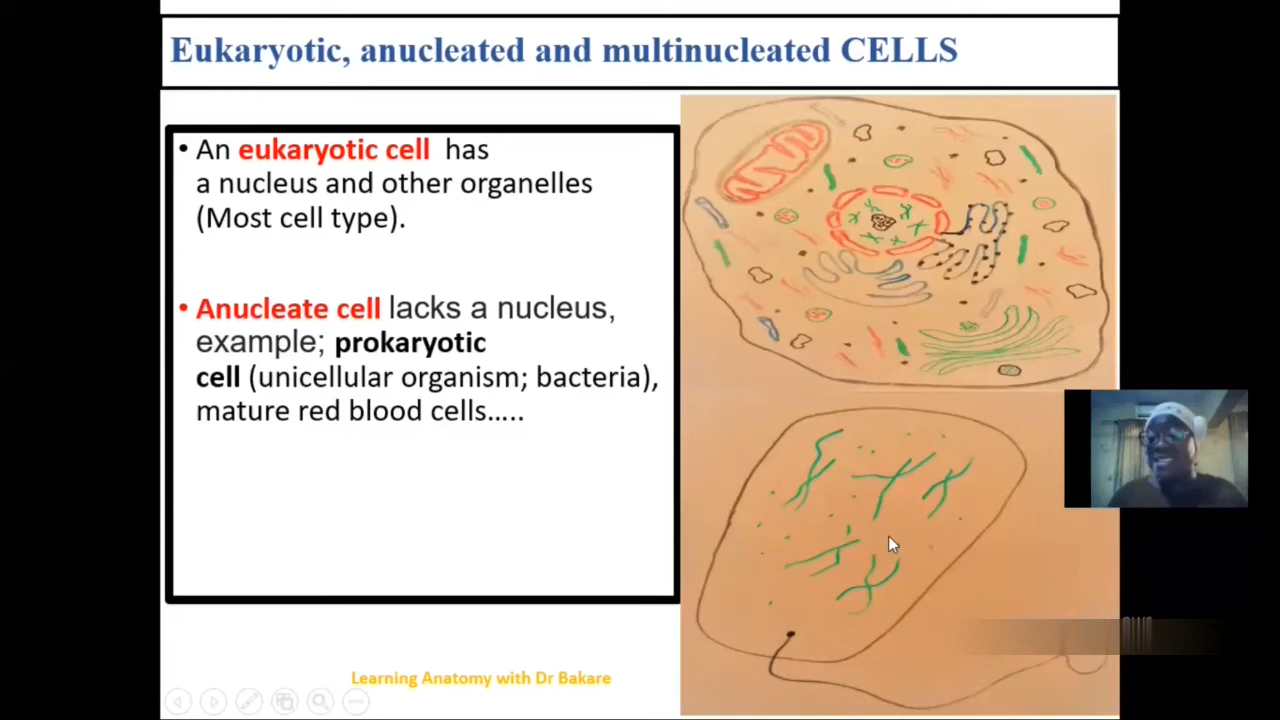 Eukaryotic, anucleated and multinucleated CELLS
• An eukaryotic cell has
a nucleus and other organelles
(Most cell type).
• Anucleate cell lacks a nucleus,
example; prokaryotic
cell (unicellular organism; bacteria),
mature red blood cells…..
Learning Anatomy with Dr Bakare